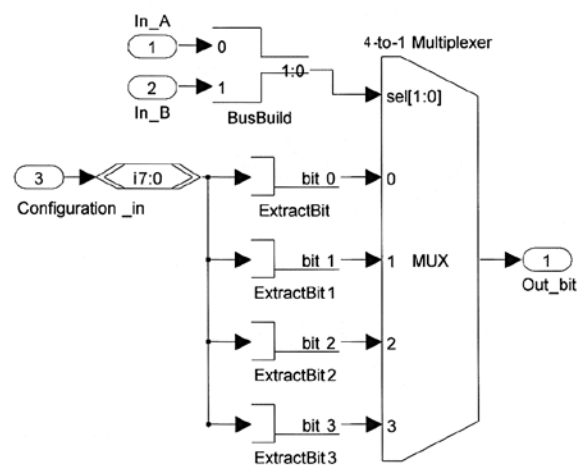 In_A
1
0
4-to-1 Multiplexer
1:0
2
1
sel[1:0]
In_B
BusBuild
3
i7:0
bit 0
0
Configuration _in
ExtractBit
bit 1
1
MUX
1
ExtractBit1
Out_bit
bit 2
2
ExtractBit2
bit 3
3
ExtractBit3